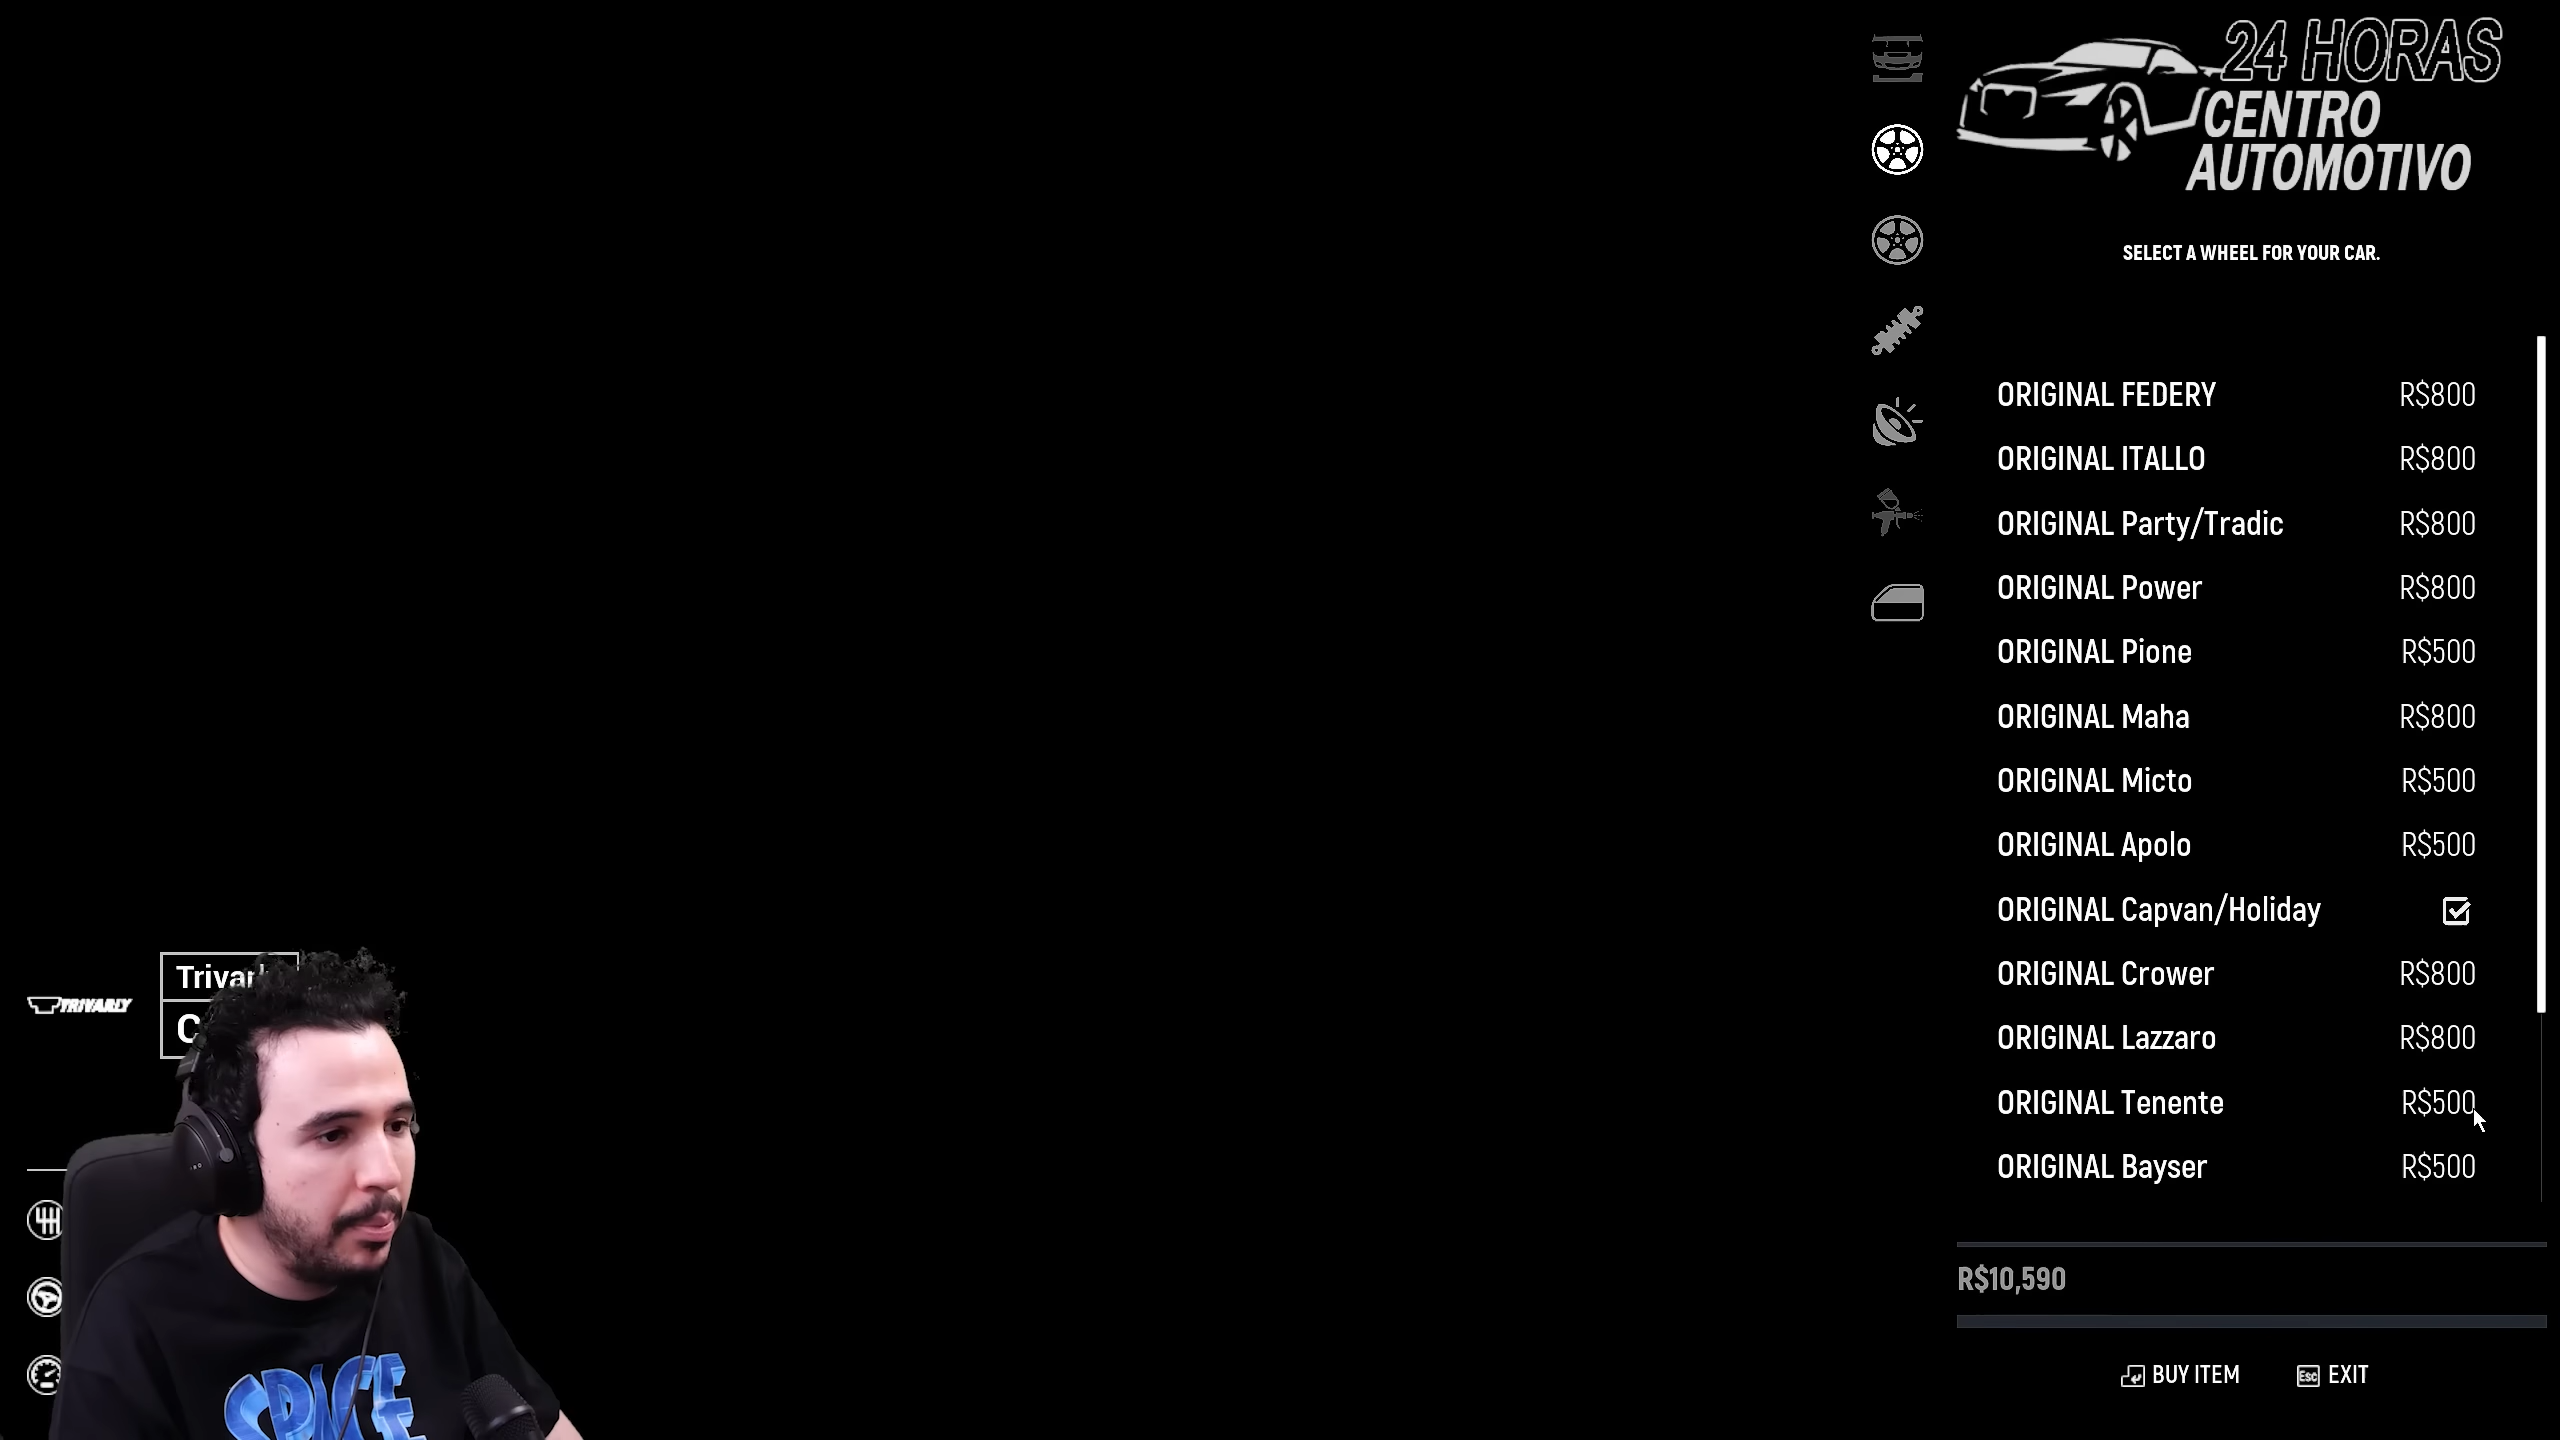 24 HORAS
CENTRO
AUTOMOTIVO
SELECT A WHEEL FOR YOUR CAR.
ORIGINAL FEDERY R$800
ORIGINAL ITALLO R$800
ORIGINAL Party/Tradic R$800
ORIGINAL Power R$800
ORIGINAL Pione R$500
ORIGINAL Maha R$800
ORIGINAL Micto R$500
ORIGINAL Apolo R$500
ORIGINAL Capvan/Holiday
ORIGINAL Crower R$800
ORIGINAL Lazzaro R$800
ORIGINAL Tenente R$500
ORIGINAL Bayser R$500
R$10,590
BUY ITEM
Esc EXIT
TRIVARLY
SPACE